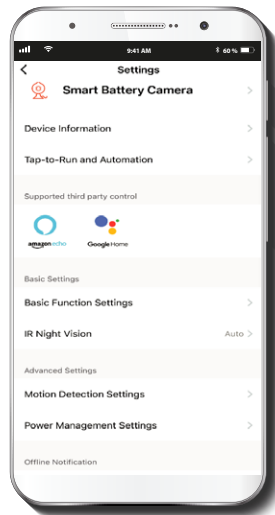 9:41 AM
60 %
Settings
Smart Battery Camera
Device Information
Tap-to-Run and Automation
Supported third party control
amazon echo
Google Home
Basic Settings
Basic Function Settings
IR Night Vision
Auto
Advanced Settings
Motion Detection Settings
Power Management Settings
Offline Notification